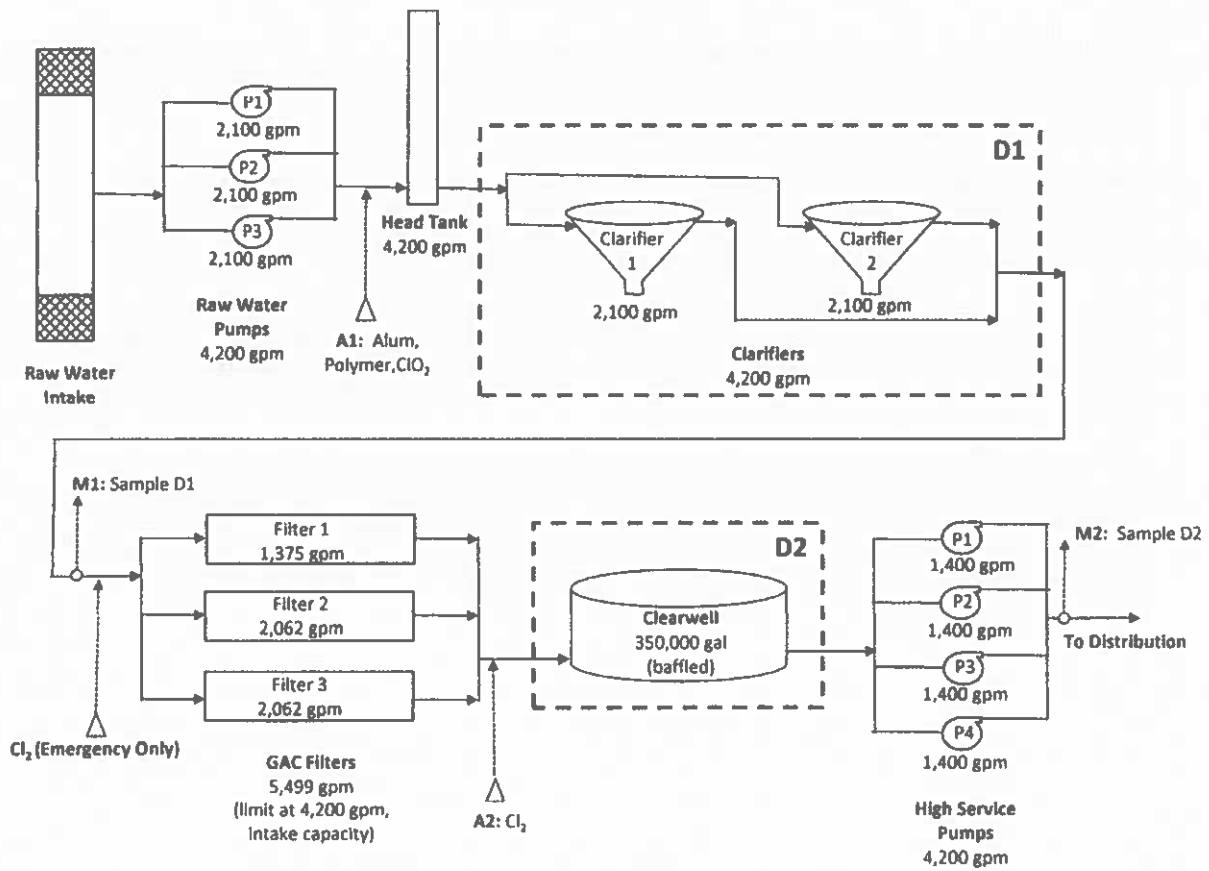 P1
2,100 gpm
P2
2,100 gpm
P3
2,100 gpm
Raw Water
Pumps
4,200 gpm
Raw Water
Intake
A1: Alum,
Polymer,ClO₂
Head Tank
4,200 gpm
D1
Clarifier
1
2,100 gpm
Clarifier
2
2,100 gpm
Clarifiers
4,200 gpm
M1: Sample D1
Filter 1
1,375 gpm
Filter 2
2,062 gpm
Filter 3
2,062 gpm
Cl₂ (Emergency Only)
GAC Filters
5,499 gpm
(limit at 4,200 gpm,
intake capacity)
A2: Cl₂
D2
Clearwell
350,000 gal
(baffled)
P1
1,400 gpm
P2
1,400 gpm
P3
1,400 gpm
P4
1,400 gpm
High Service
Pumps
4,200 gpm
M2: Sample D2
To Distribution